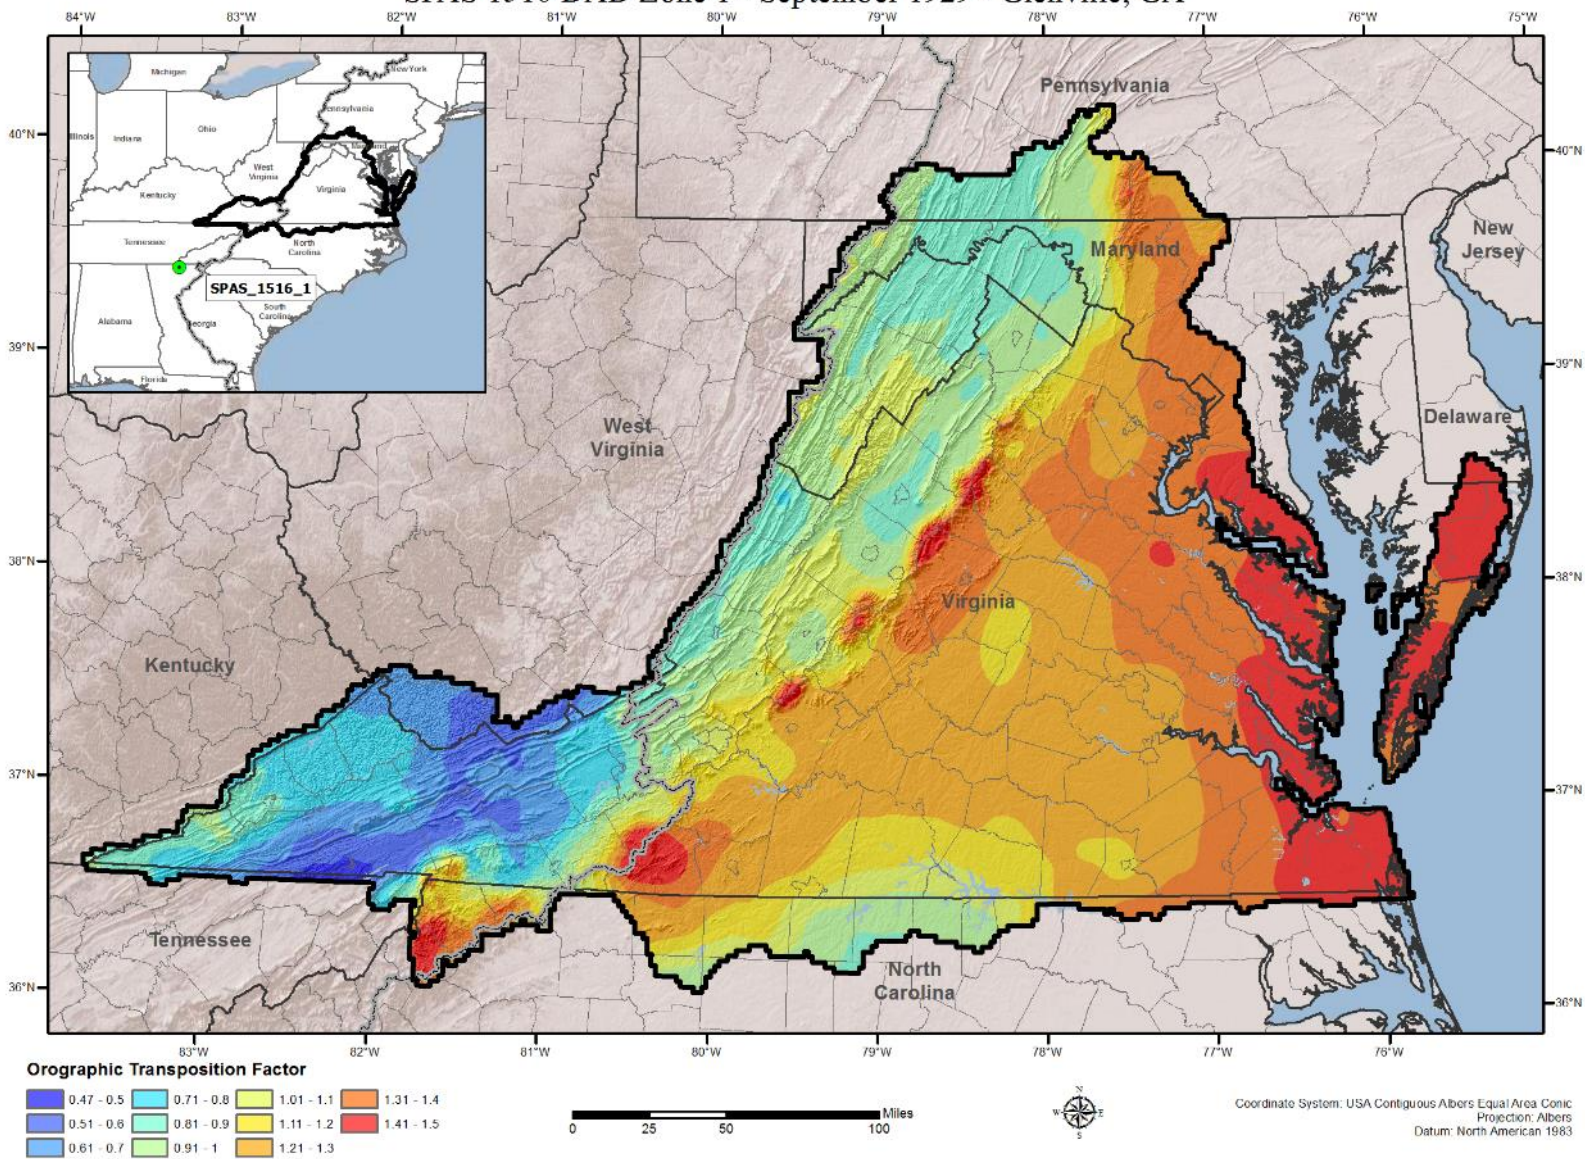 84°W 83°W 82°W 81°W 80°W 79°W 78°W 77°W 76°W 75°W
Michigan
New York
Pennsylvania
Ohio
Indiana
Maryland
West
Virginia
Virginia
Kentucky
Tennessee
North
Carolina
SPAS_1516_1
South
Carolina
Alabama
Florida
Pennsylvania
40°N 40°N
New
Jersey
Maryland
39°N 39°N
West
Virginia
Delaware
38°N 38°N
Virginia
Kentucky
37°N 37°N
Tennessee
North
Carolina
36°N 36°N
83°W 82°W 81°W 80°W 79°W 78°W 77°W 76°W
Orographic Transposition Factor
0.47 - 0.5 0.71 - 0.8 1.01 - 1.1 1.31 - 1.4
0.51 - 0.6 0.81 - 0.9 1.11 - 1.2 1.41 - 1.5
0.61 - 0.7 0.91 - 1 1.21 - 1.3
Miles
0 25 50 100
N
W E
S
Coordinate System: USA Contiguous Albers Equal Area Conic
Projection: Albers
Datum: North American 1983